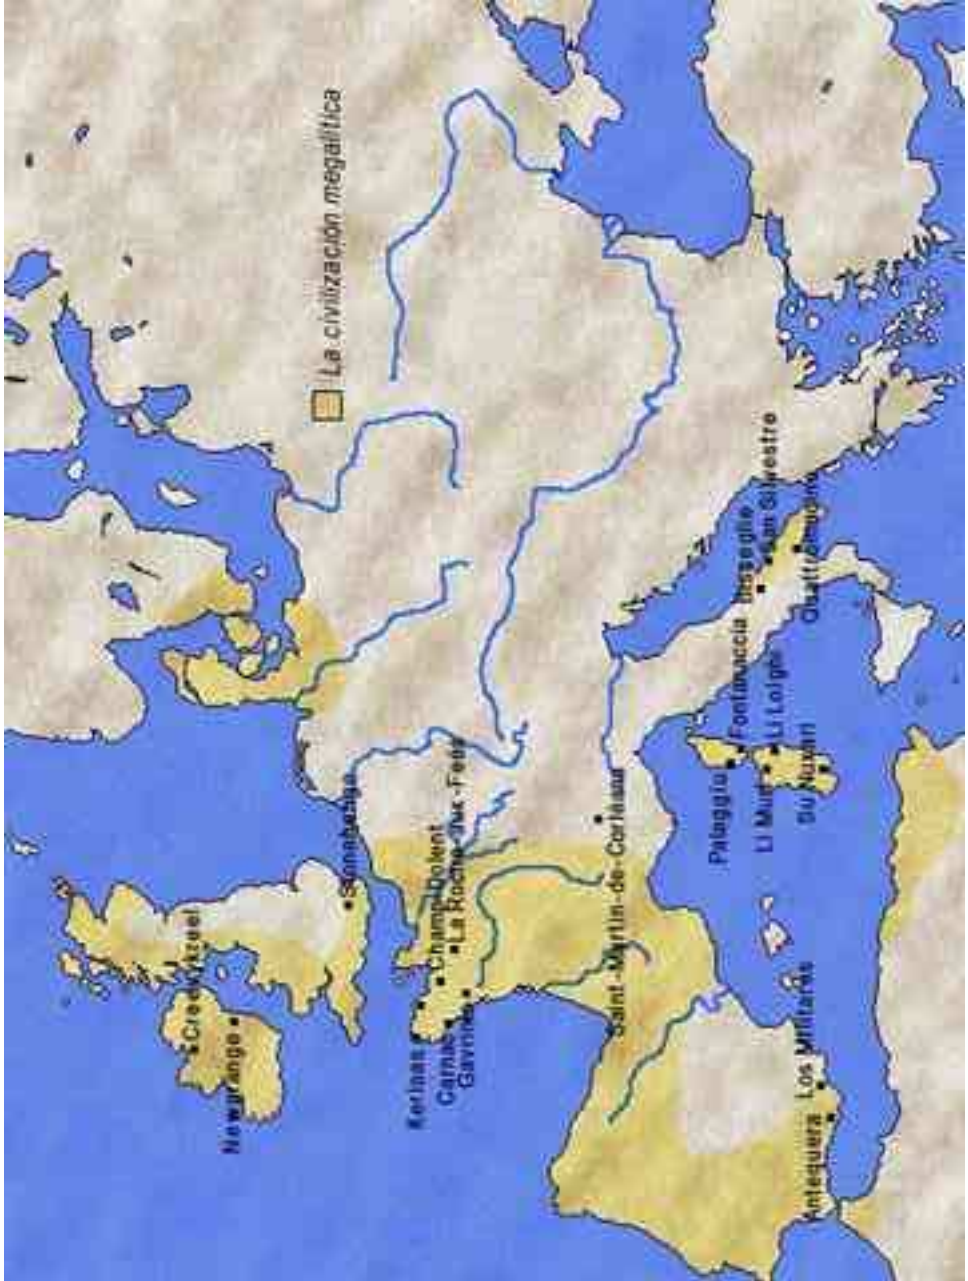 La civilización megalítica
Creevykeel
Newgrange
Stonehenge
Kerloas
Champ-Dolent
La Roche-aux-Fées
Carnac
Gavrinis
Saint-Martin-de-Corléans
Palaggiu
Fontanaccia
Bisceglie
San Silvestre
Li Muri
Li Lolghi
Su Nuraxi
Antequera
Los Millares